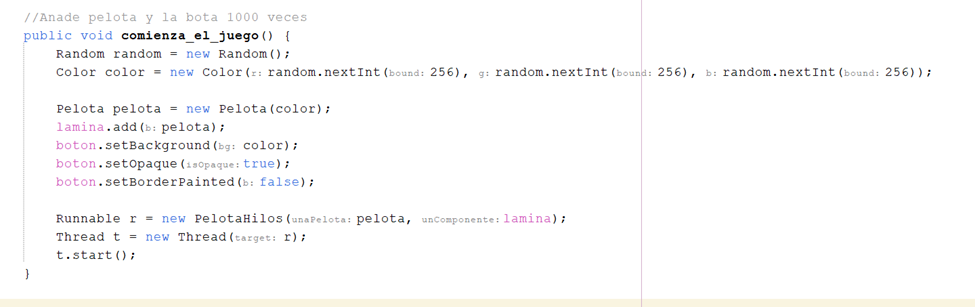 //Anade pelota y la bota 1000 veces
public void comienza_el_juego() {
Random random = new Random();
Color color = new Color(r: random.nextInt(bound: 256), g: random.nextInt(bound: 256), b: random.nextInt(bound: 256));
Pelota pelota = new Pelota(color);
lamina.add(b: pelota);
boton.setBackground(bg: color);
boton.setOpaque(isOpaque: true);
boton.setBorderPainted(b: false);
Runnable r = new PelotaHilos(unaPelota: pelota, unComponente: lamina);
Thread t = new Thread(target: r);
t.start();
}